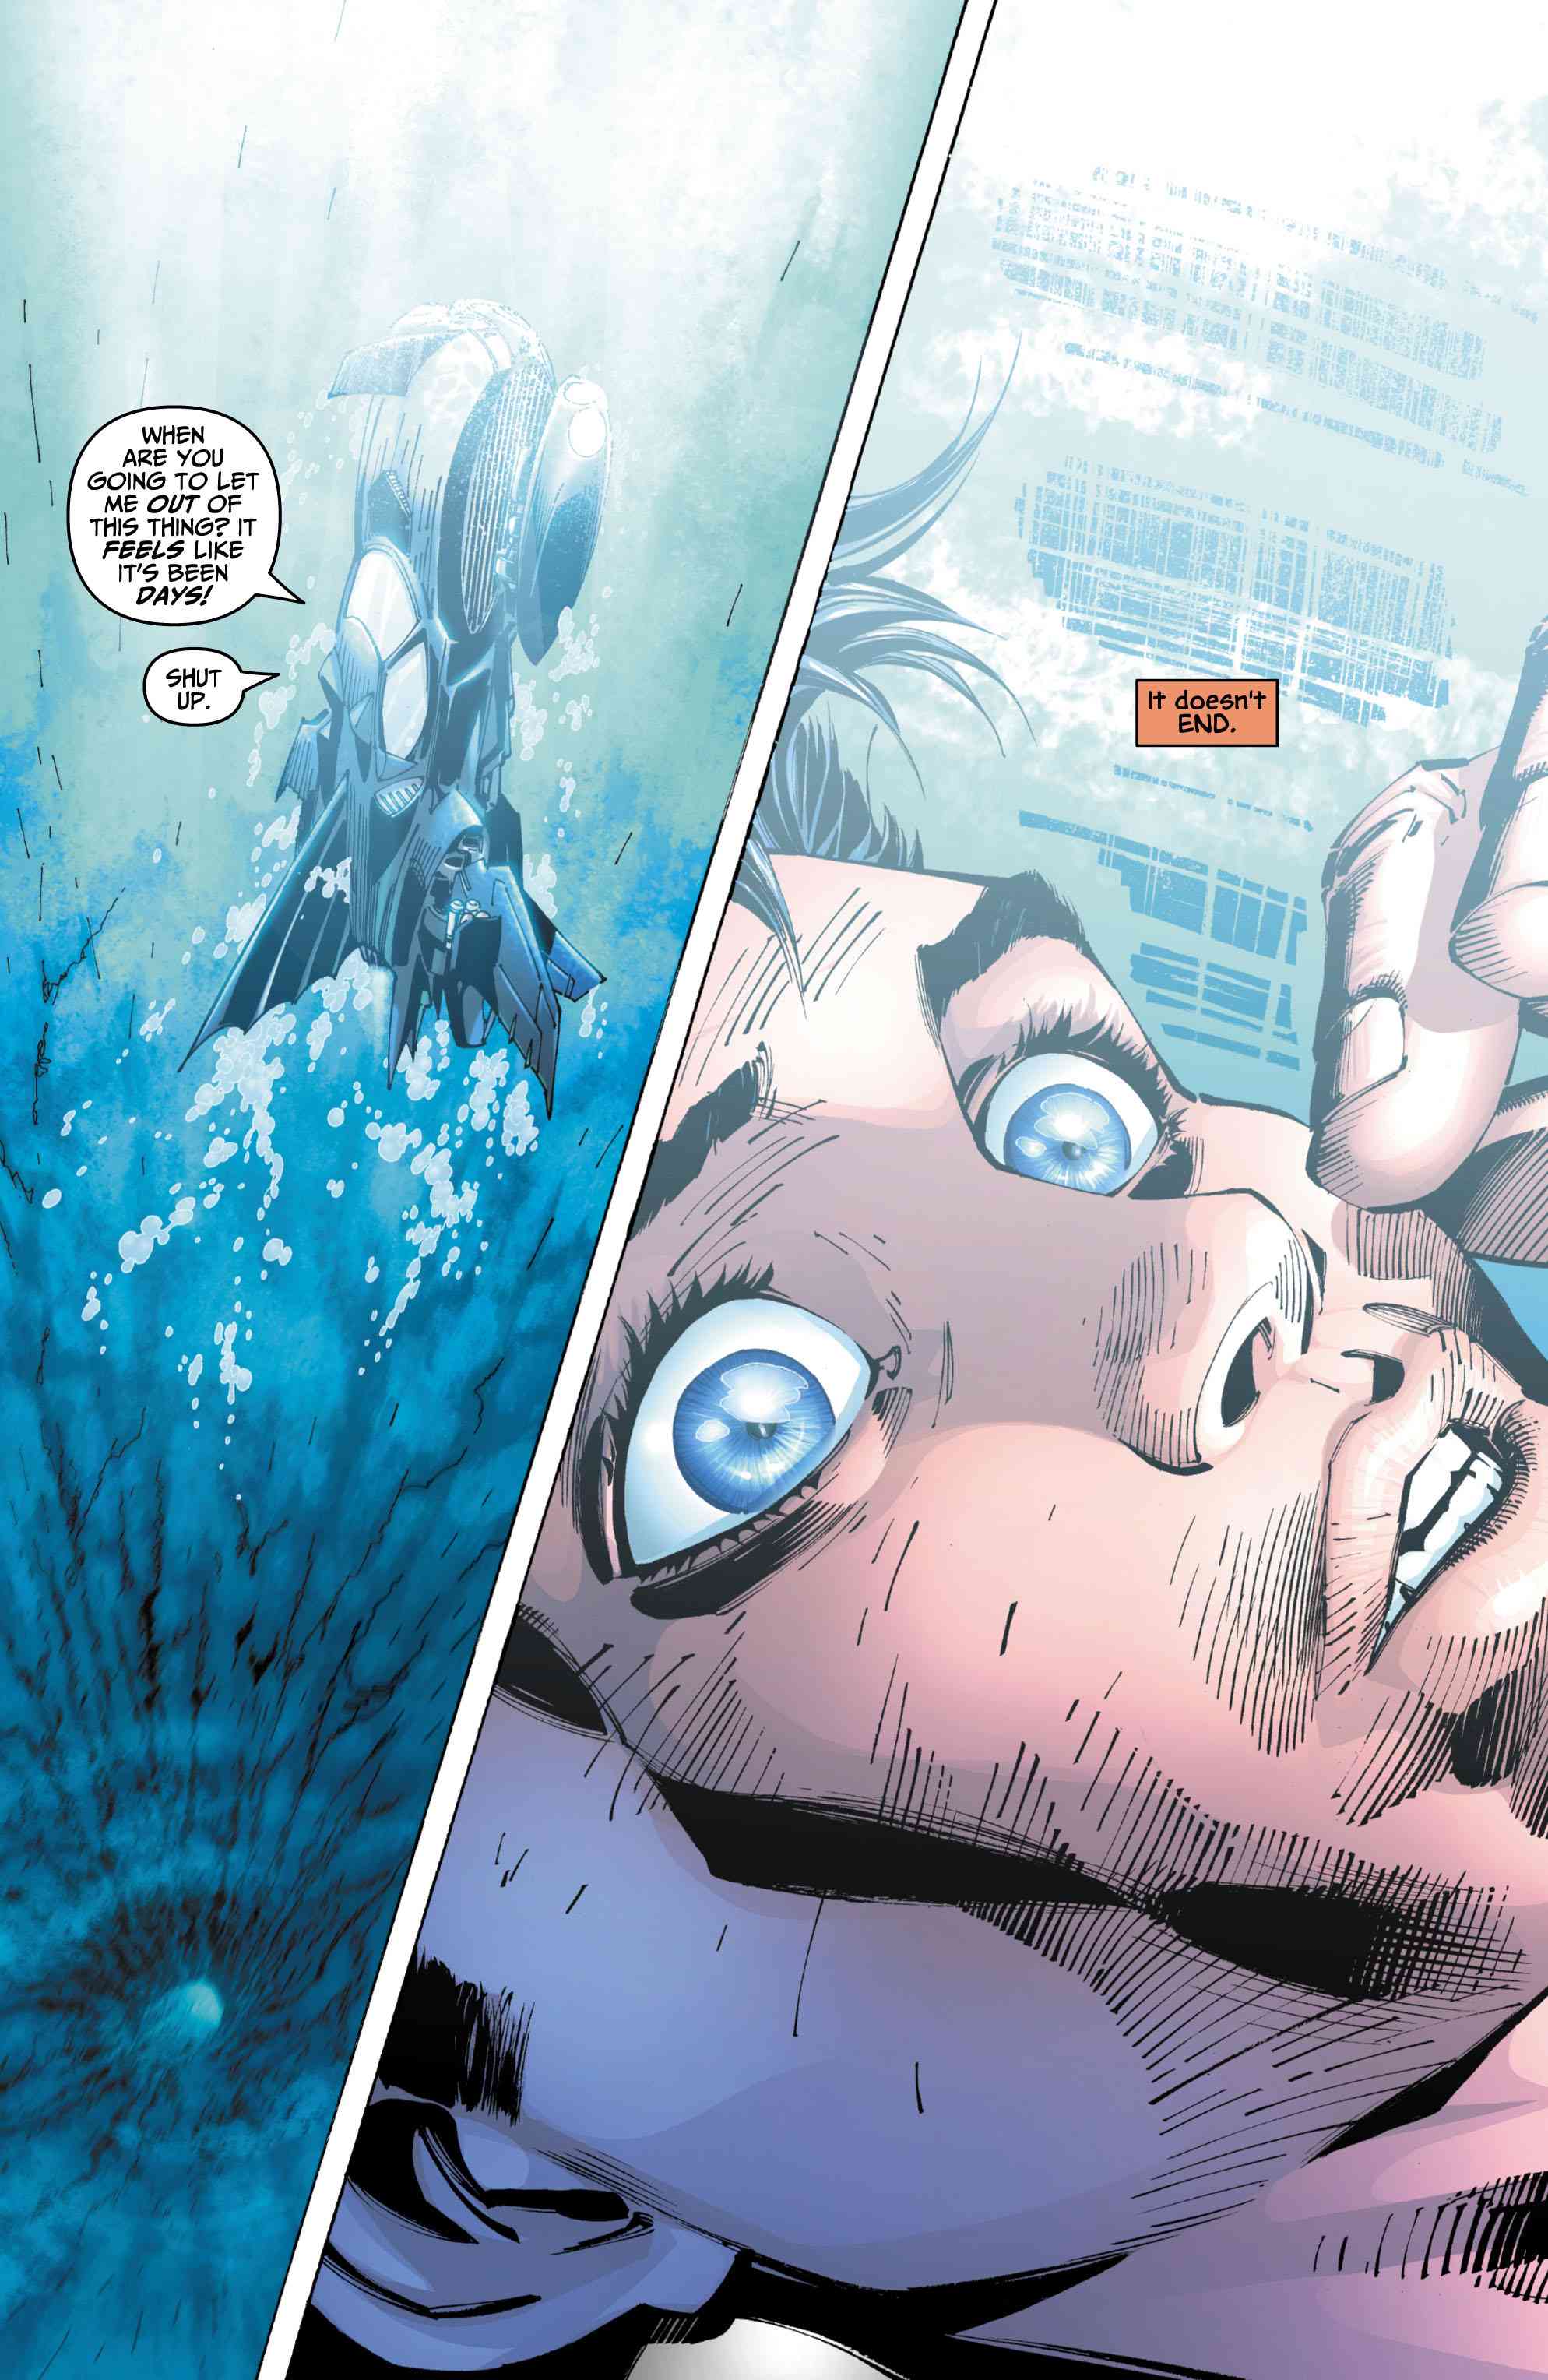 WHEN
ARE YOU
GOING TO LET
ME OUT OF
THIS THING? IT
FEELS LIKE
IT'S BEEN
DAYS!
SHUT
UP.
It doesn't
END.